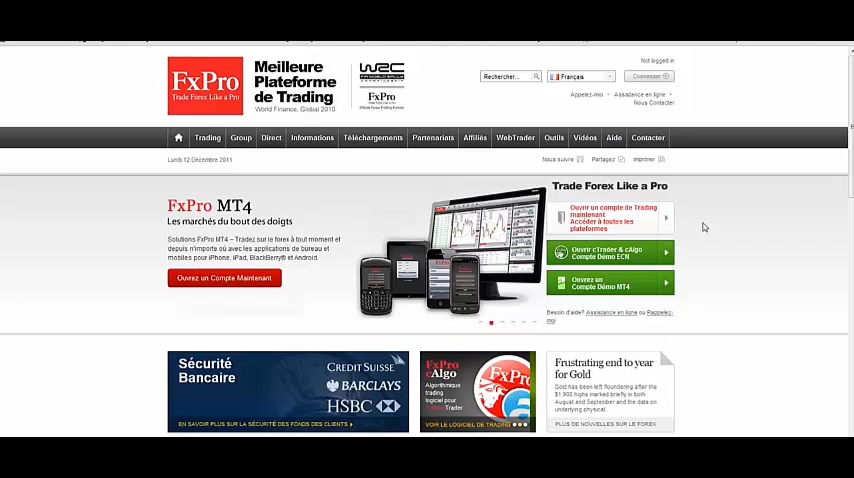 Not logged in
FxPro
Trade Forex Like a Pro
Meilleure
Plateforme
de Trading
World Finance, Global 2010
WRC
FxPro
Rechercher...
Français
Connexion
Appelez-moi
Assistance en ligne
Nous Contacter
Trading
Group
Direct
Informations
Téléchargements
Partenariats
Affiliés
WebTrader
Outils
Vidéos
Aide
Contacter
Lundi 12 Décembre 2011
Nous suivre
Partagez
Imprimer
FxPro MT4
Les marchés du bout des doigts
Solutions FxPro MT4 – Tradez sur le forex à tout moment et
depuis n'importe où avec les applications de bureau et
mobiles pour iPhone, iPad, BlackBerry® et Android.
Ouvrez un Compte Maintenant
Trade Forex Like a Pro
Ouvrir un compte de Trading
maintenant
Accéder à toutes les
plateformes
Ouvrir cTrader & cAlgo
Compte Démo ECN
Ouvrez un
Compte Démo MT4
Besoin d'aide? Assistance en ligne ou Rappelez-
moi
Sécurité
Bancaire
CREDIT SUISSE
BARCLAYS
HSBC
EN SAVOIR PLUS SUR LA SÉCURITÉ DES FONDS DES CLIENTS
FxPro
cAlgo
Algorithmique
trading
logiciel pour
cTrader
FxPro
VOIR LE LOGICIEL DE TRADING
Frustrating end to year
for Gold
Gold has been left floundering after the
$1,900 highs marked briefly in both
August and September and the data on
underlying physical...
PLUS DE NOUVELLES SUR LE FOREX